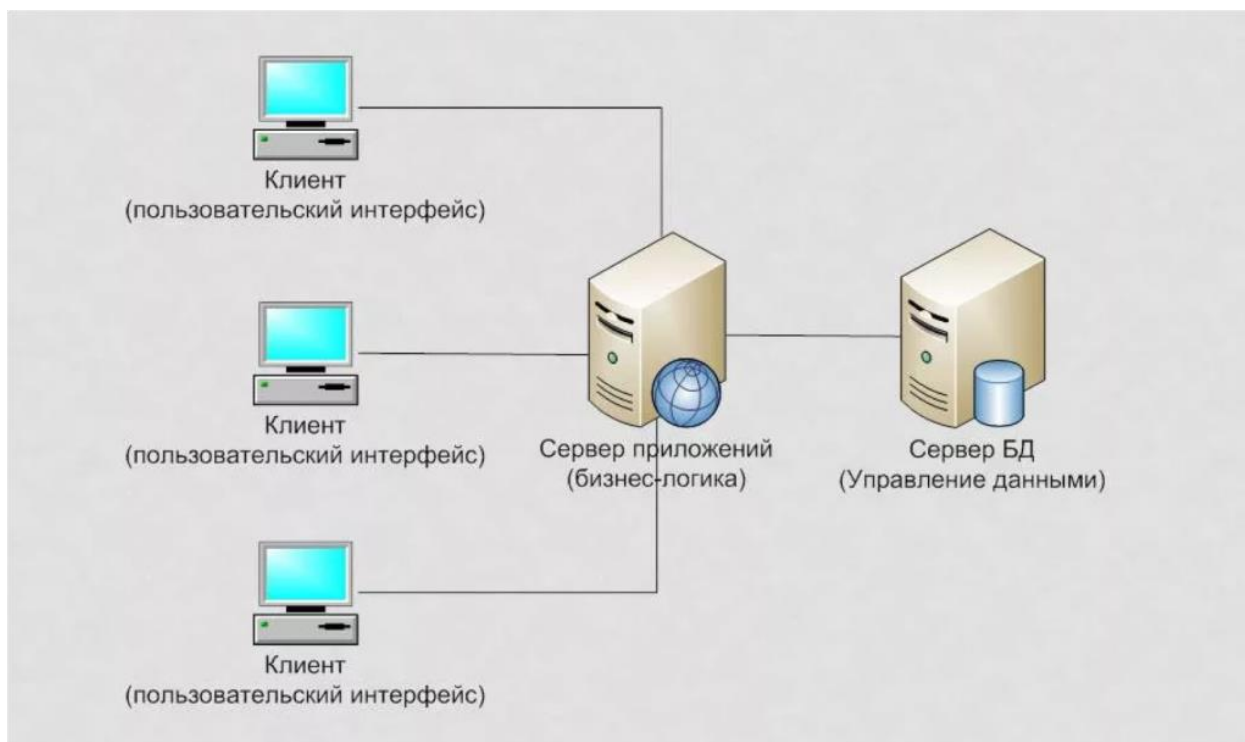 Клиент
(пользовательский интерфейс)
Клиент
(пользовательский интерфейс)
Сервер приложений
(бизнес-логика)
Сервер БД
(Управление данными)
Клиент
(пользовательский интерфейс)